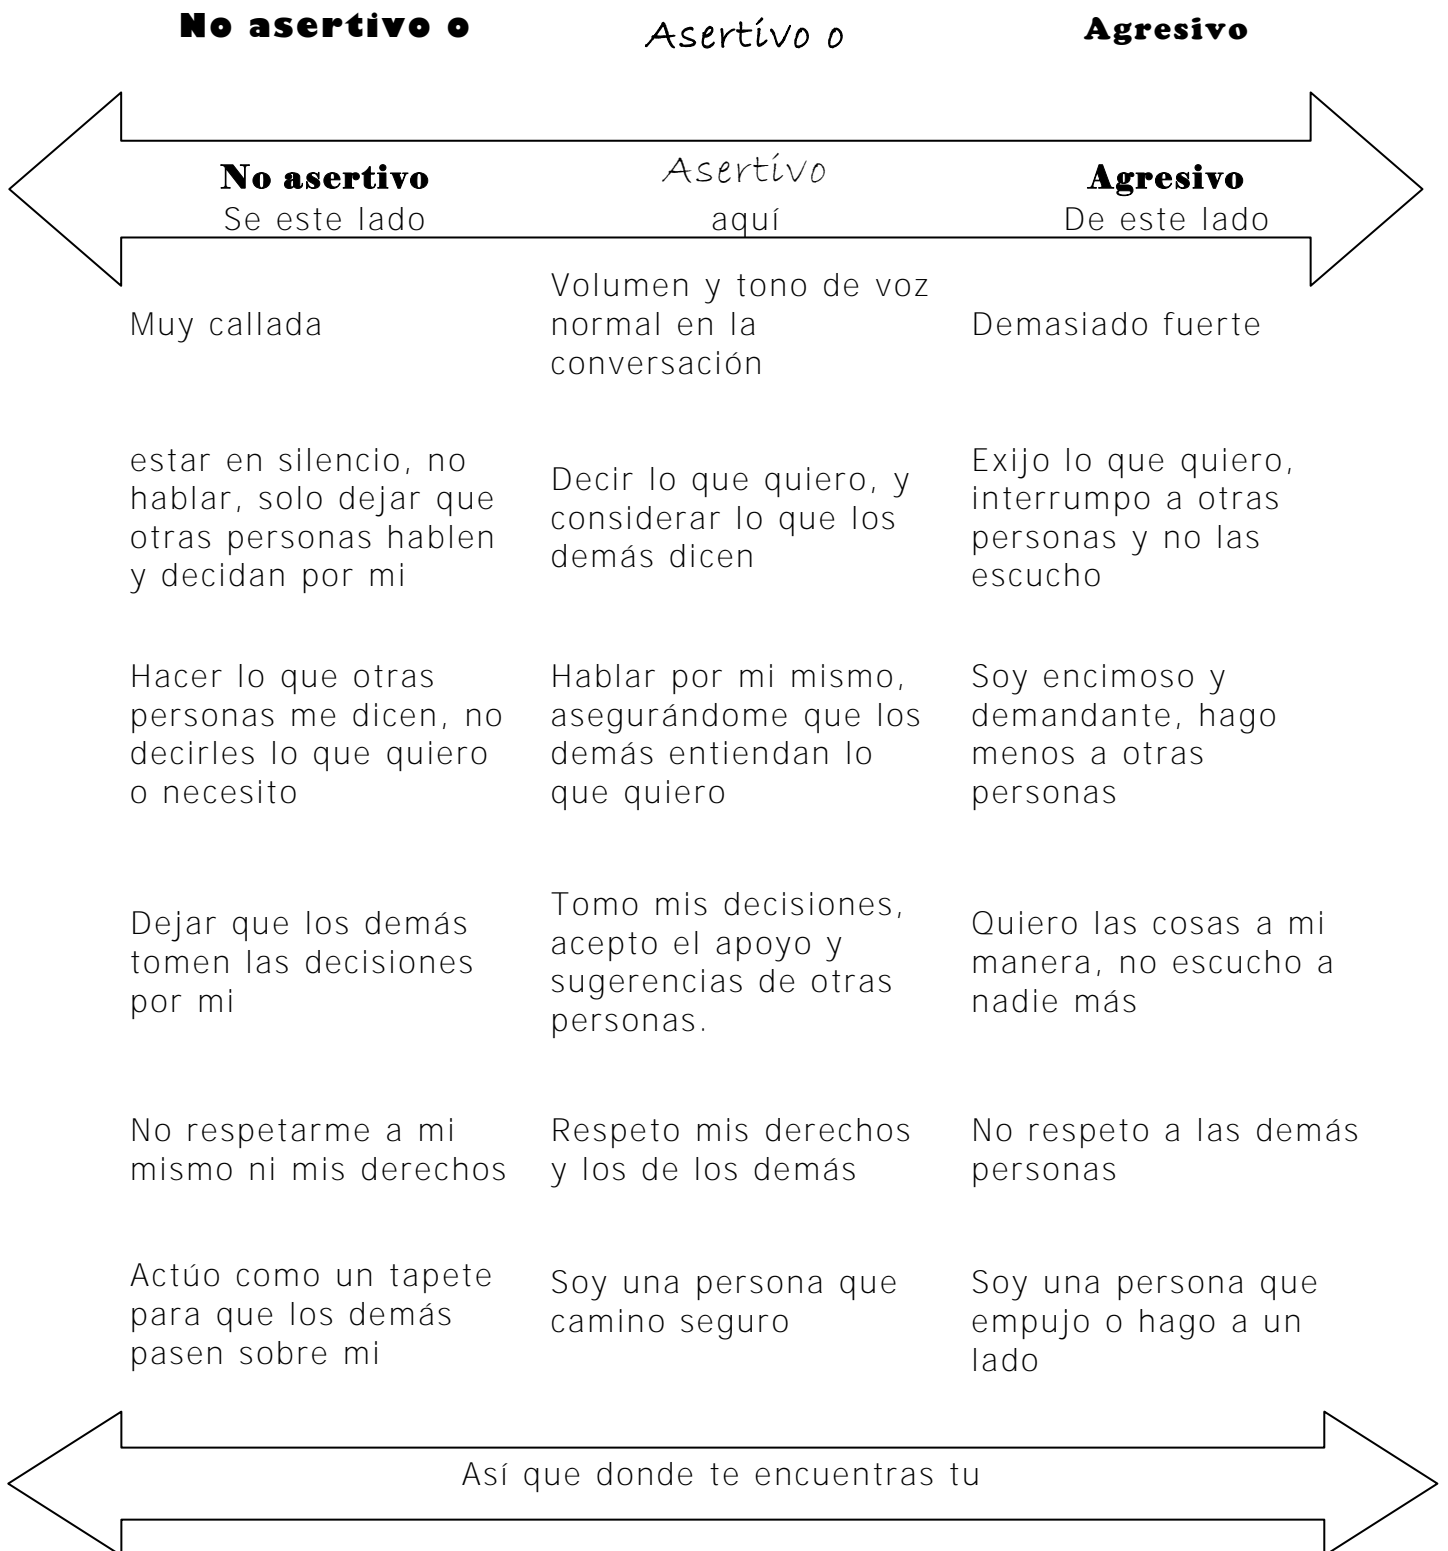 No asertivo o
Asertivo o
Agresivo
No asertivo
Se este lado
Asertivo
aquí
Agresivo
De este lado
Muy callada
Volumen y tono de voz
normal en la
conversación
Demasiado fuerte
estar en silencio, no
hablar, solo dejar que
otras personas hablen
y decidan por mi
Decir lo que quiero, y
considerar lo que los
demás dicen
Exijo lo que quiero,
interrumpo a otras
personas y no las
escucho
Hacer lo que otras
personas me dicen, no
decirles lo que quiero
o necesito
Hablar por mi mismo,
asegurándome que los
demás entiendan lo
que quiero
Soy encimoso y
demandante, hago
menos a otras
personas
Dejar que los demás
tomen las decisiones
por mi
Tomo mis decisiones,
acepto el apoyo y
sugerencias de otras
personas.
Quiero las cosas a mi
manera, no escucho a
nadie más
No respetarme a mi
mismo ni mis derechos
Respeto mis derechos
y los de los demás
No respeto a las demás
personas
Actúo como un tapete
para que los demás
pasen sobre mi
Soy una persona que
camino seguro
Soy una persona que
empujo o hago a un
lado
Así que donde te encuentras tu